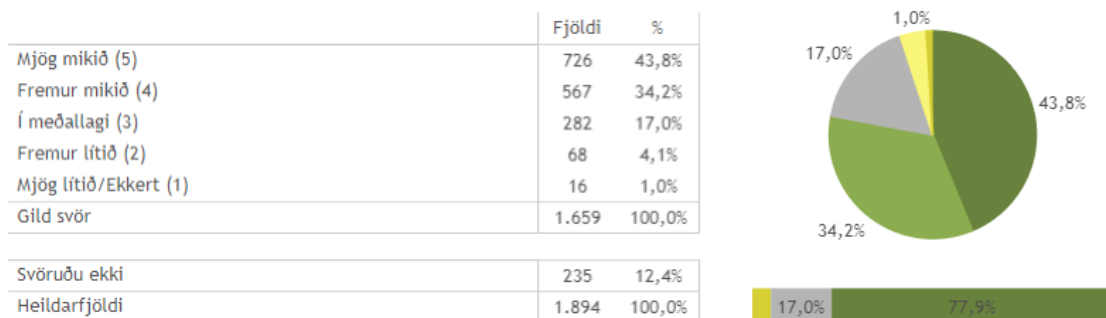 Fjöldi %
Mjög mikið (5) 726 43,8%
Fremur mikið (4) 567 34,2%
Í meðallagi (3) 282 17,0%
Fremur lítið (2) 68 4,1%
Mjög lítið/Ekkert (1) 16 1,0%
Gild svör 1.659 100,0%
Svöruðu ekki 235 12,4%
Heildarfjöldi 1.894 100,0%
1,0%
17,0%
43,8%
34,2%
17,0% 77,9%